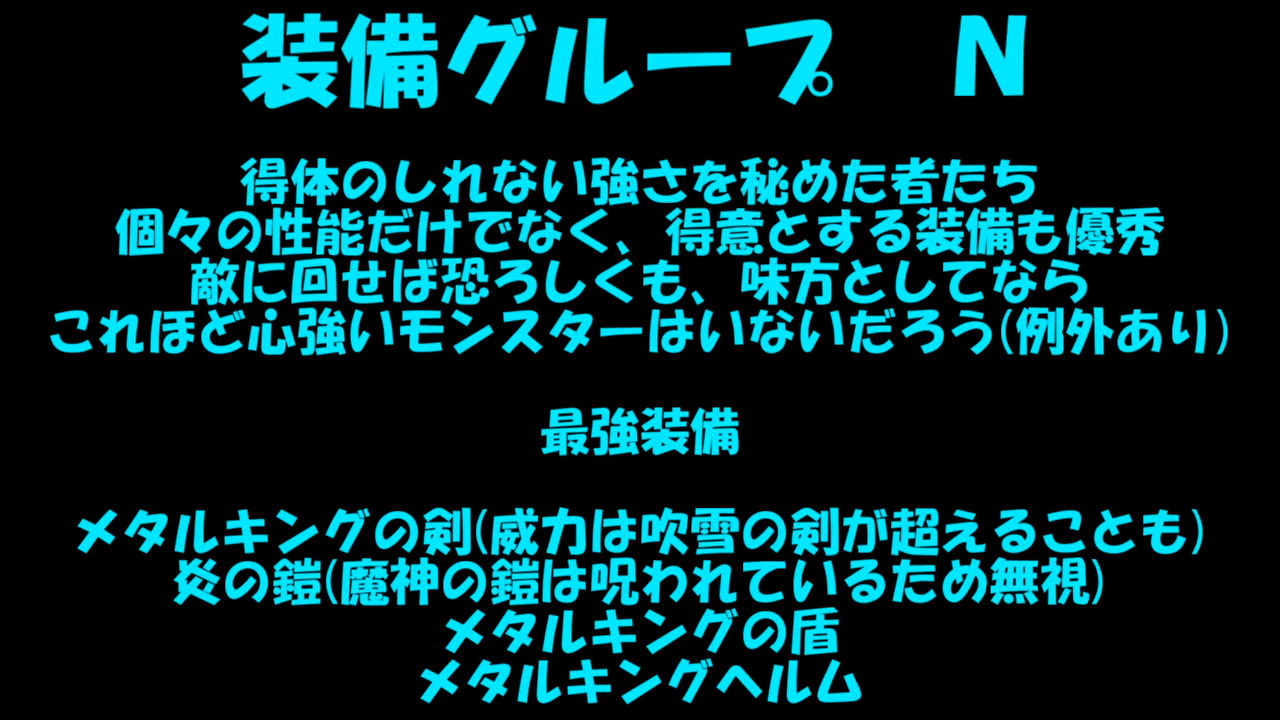 装備グループ　N
得体のしれない強さを秘めた者たち
個々の性能だけでなく、得意とする装備も優秀
敵に回せば恐ろしくも、味方としてなら
これほど心強いモンスターはいないだろう(例外あり)
最強装備
メタルキングの剣(威力は吹雪の剣が超えることも)
炎の鎧(魔神の鎧は呪われているため無視)
メタルキングの盾
メタルキングヘルム